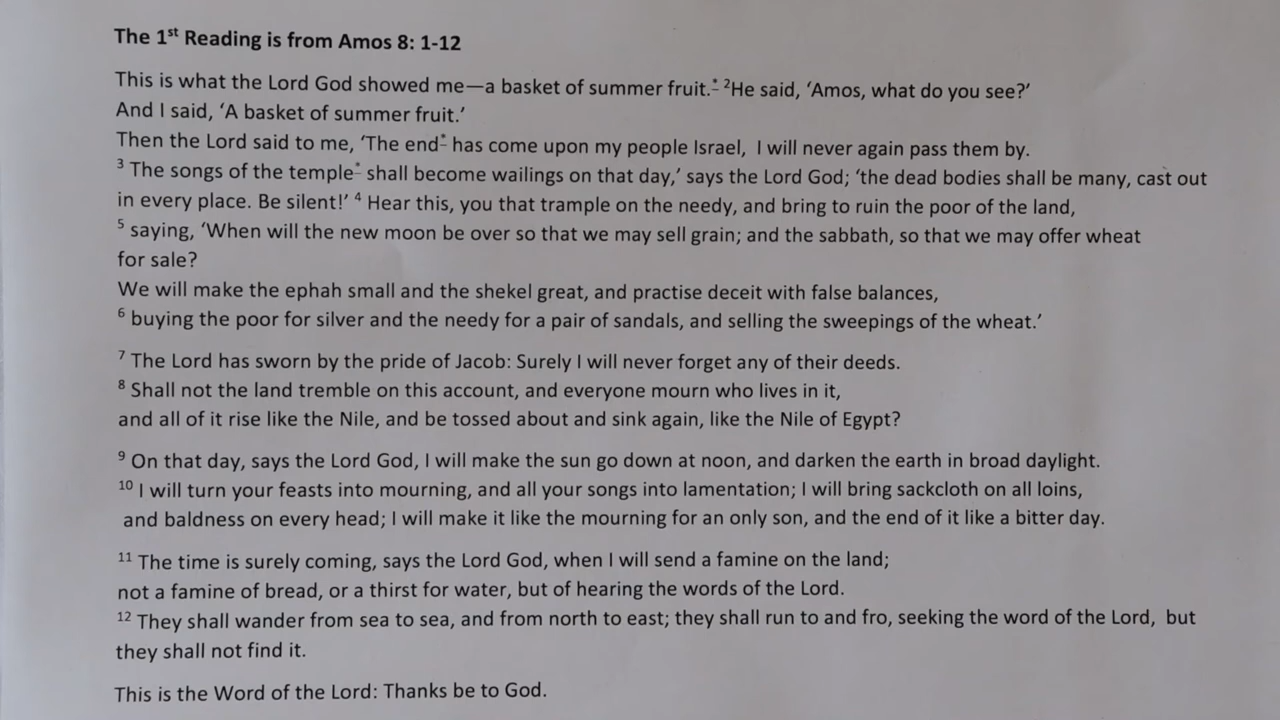 The 1st Reading is from Amos 8: 1-12
This is what the Lord God showed me—a basket of summer fruit.* 2He said, ‘Amos, what do you see?’
And I said, ‘A basket of summer fruit.’
Then the Lord said to me, ‘The end* has come upon my people Israel,  I will never again pass them by.
3 The songs of the temple* shall become wailings on that day,’ says the Lord God; ‘the dead bodies shall be many, cast out
in every place. Be silent!’ 4 Hear this, you that trample on the needy, and bring to ruin the poor of the land,
5 saying, ‘When will the new moon be over so that we may sell grain; and the sabbath, so that we may offer wheat
for sale?
We will make the ephah small and the shekel great, and practise deceit with false balances,
6 buying the poor for silver and the needy for a pair of sandals, and selling the sweepings of the wheat.’
7 The Lord has sworn by the pride of Jacob: Surely I will never forget any of their deeds.
8 Shall not the land tremble on this account, and everyone mourn who lives in it,
and all of it rise like the Nile, and be tossed about and sink again, like the Nile of Egypt?
9 On that day, says the Lord God, I will make the sun go down at noon, and darken the earth in broad daylight.
10 I will turn your feasts into mourning, and all your songs into lamentation; I will bring sackcloth on all loins,
and baldness on every head; I will make it like the mourning for an only son, and the end of it like a bitter day.
11 The time is surely coming, says the Lord God, when I will send a famine on the land;
not a famine of bread, or a thirst for water, but of hearing the words of the Lord.
12 They shall wander from sea to sea, and from north to east; they shall run to and fro, seeking the word of the Lord,  but
they shall not find it.
This is the Word of the Lord: Thanks be to God.